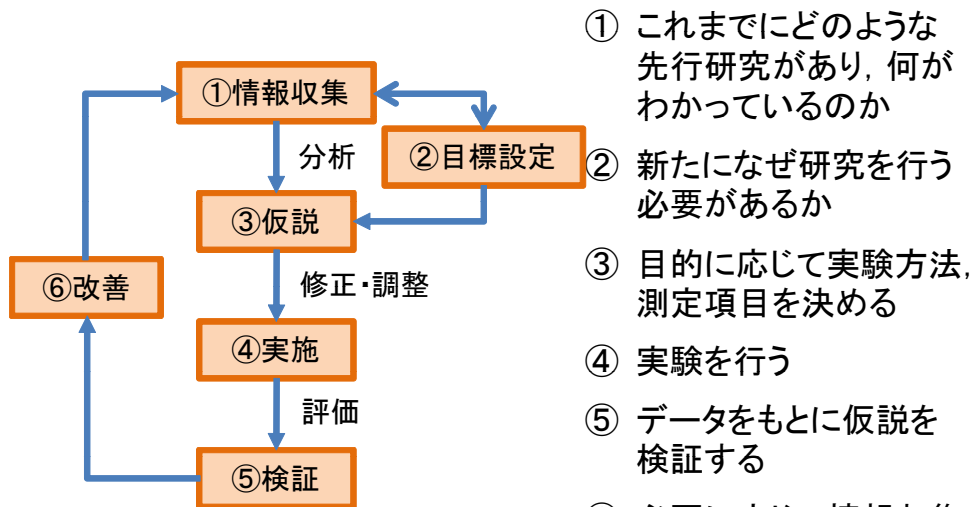 ①情報収集
分析
②目標設定
③仮説
修正・調整
⑥改善
④実施
評価
⑤検証
① これまでにどのような
先行研究があり, 何が
わかっているのか
② 新たになぜ研究を行う
必要があるか
③ 目的に応じて実験方法,
測定項目を決める
④ 実験を行う
⑤ データをもとに仮説を
検証する